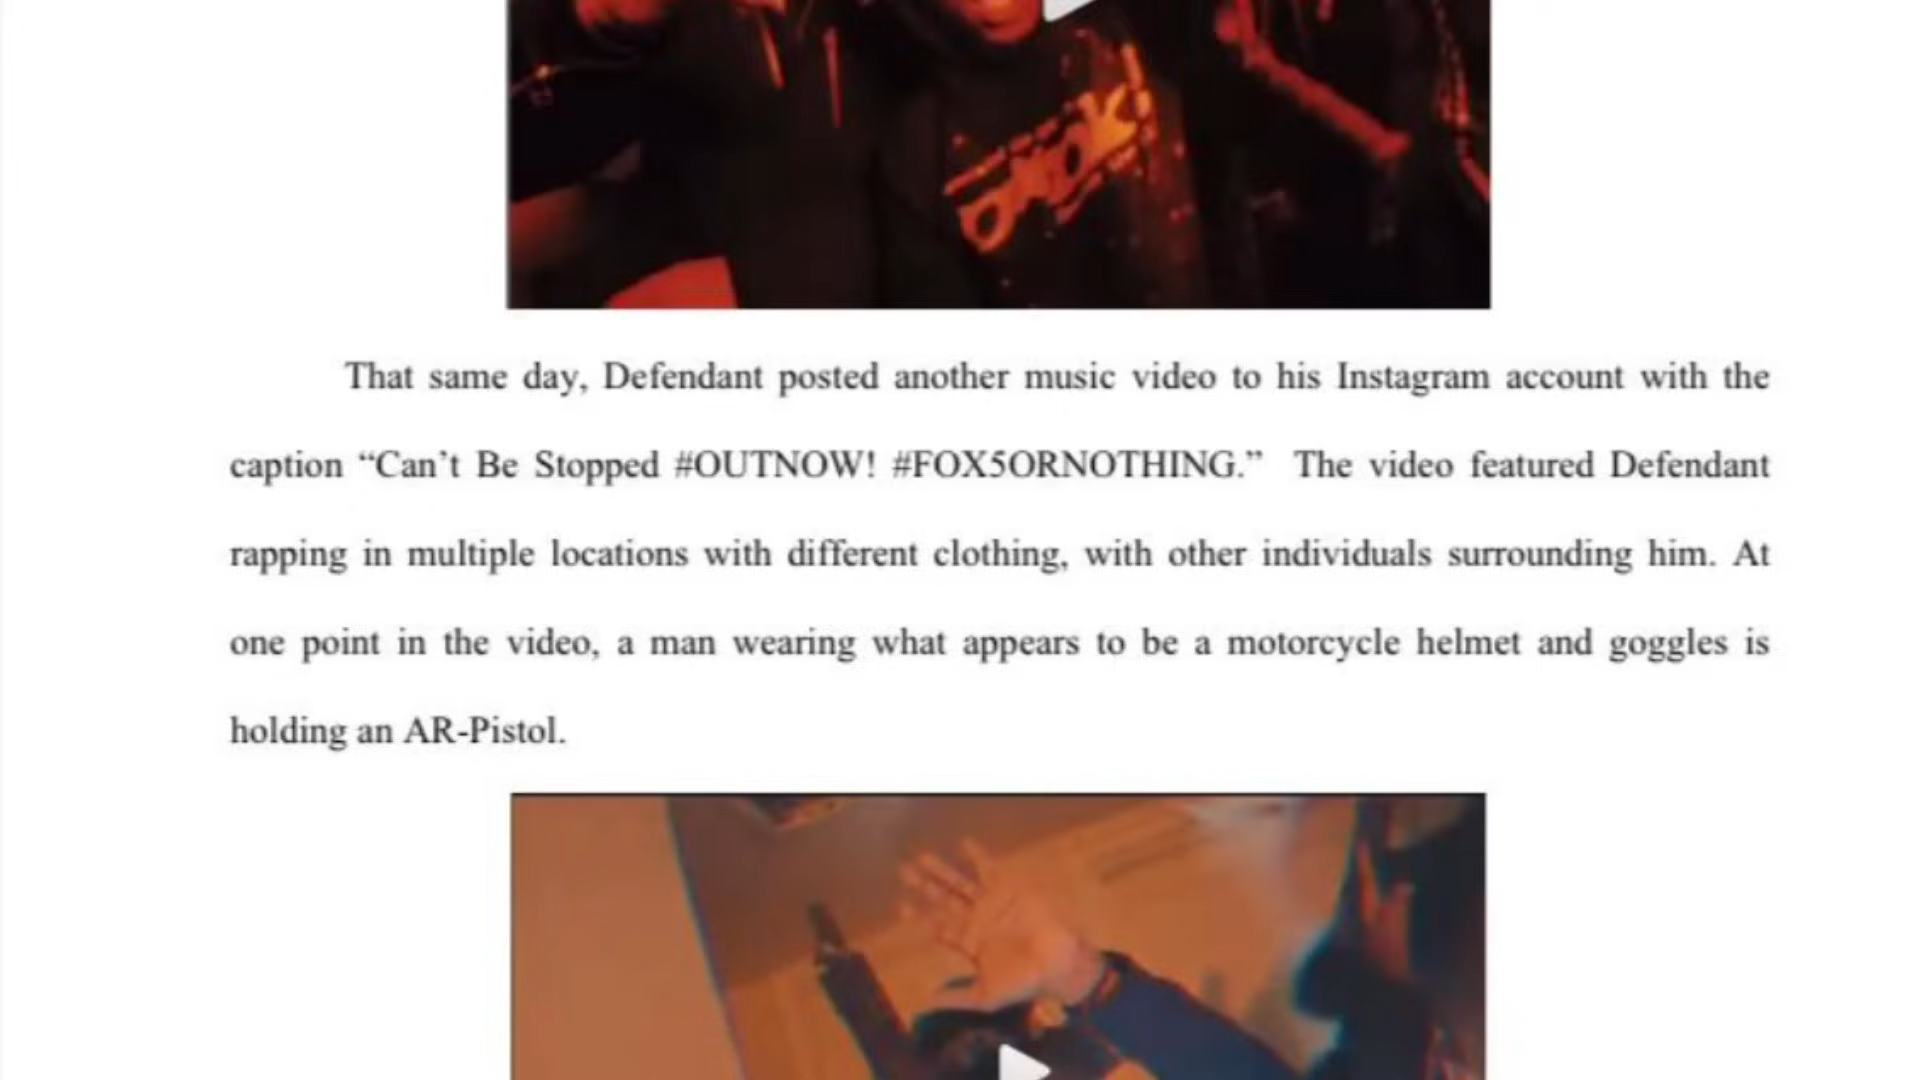 That same day, Defendant posted another music video to his Instagram account with the
caption “Can’t Be Stopped #OUTNOW! #FOX5ORNOTHING.” The video featured Defendant
rapping in multiple locations with different clothing, with other individuals surrounding him. At
one point in the video, a man wearing what appears to be a motorcycle helmet and goggles is
holding an AR-Pistol.